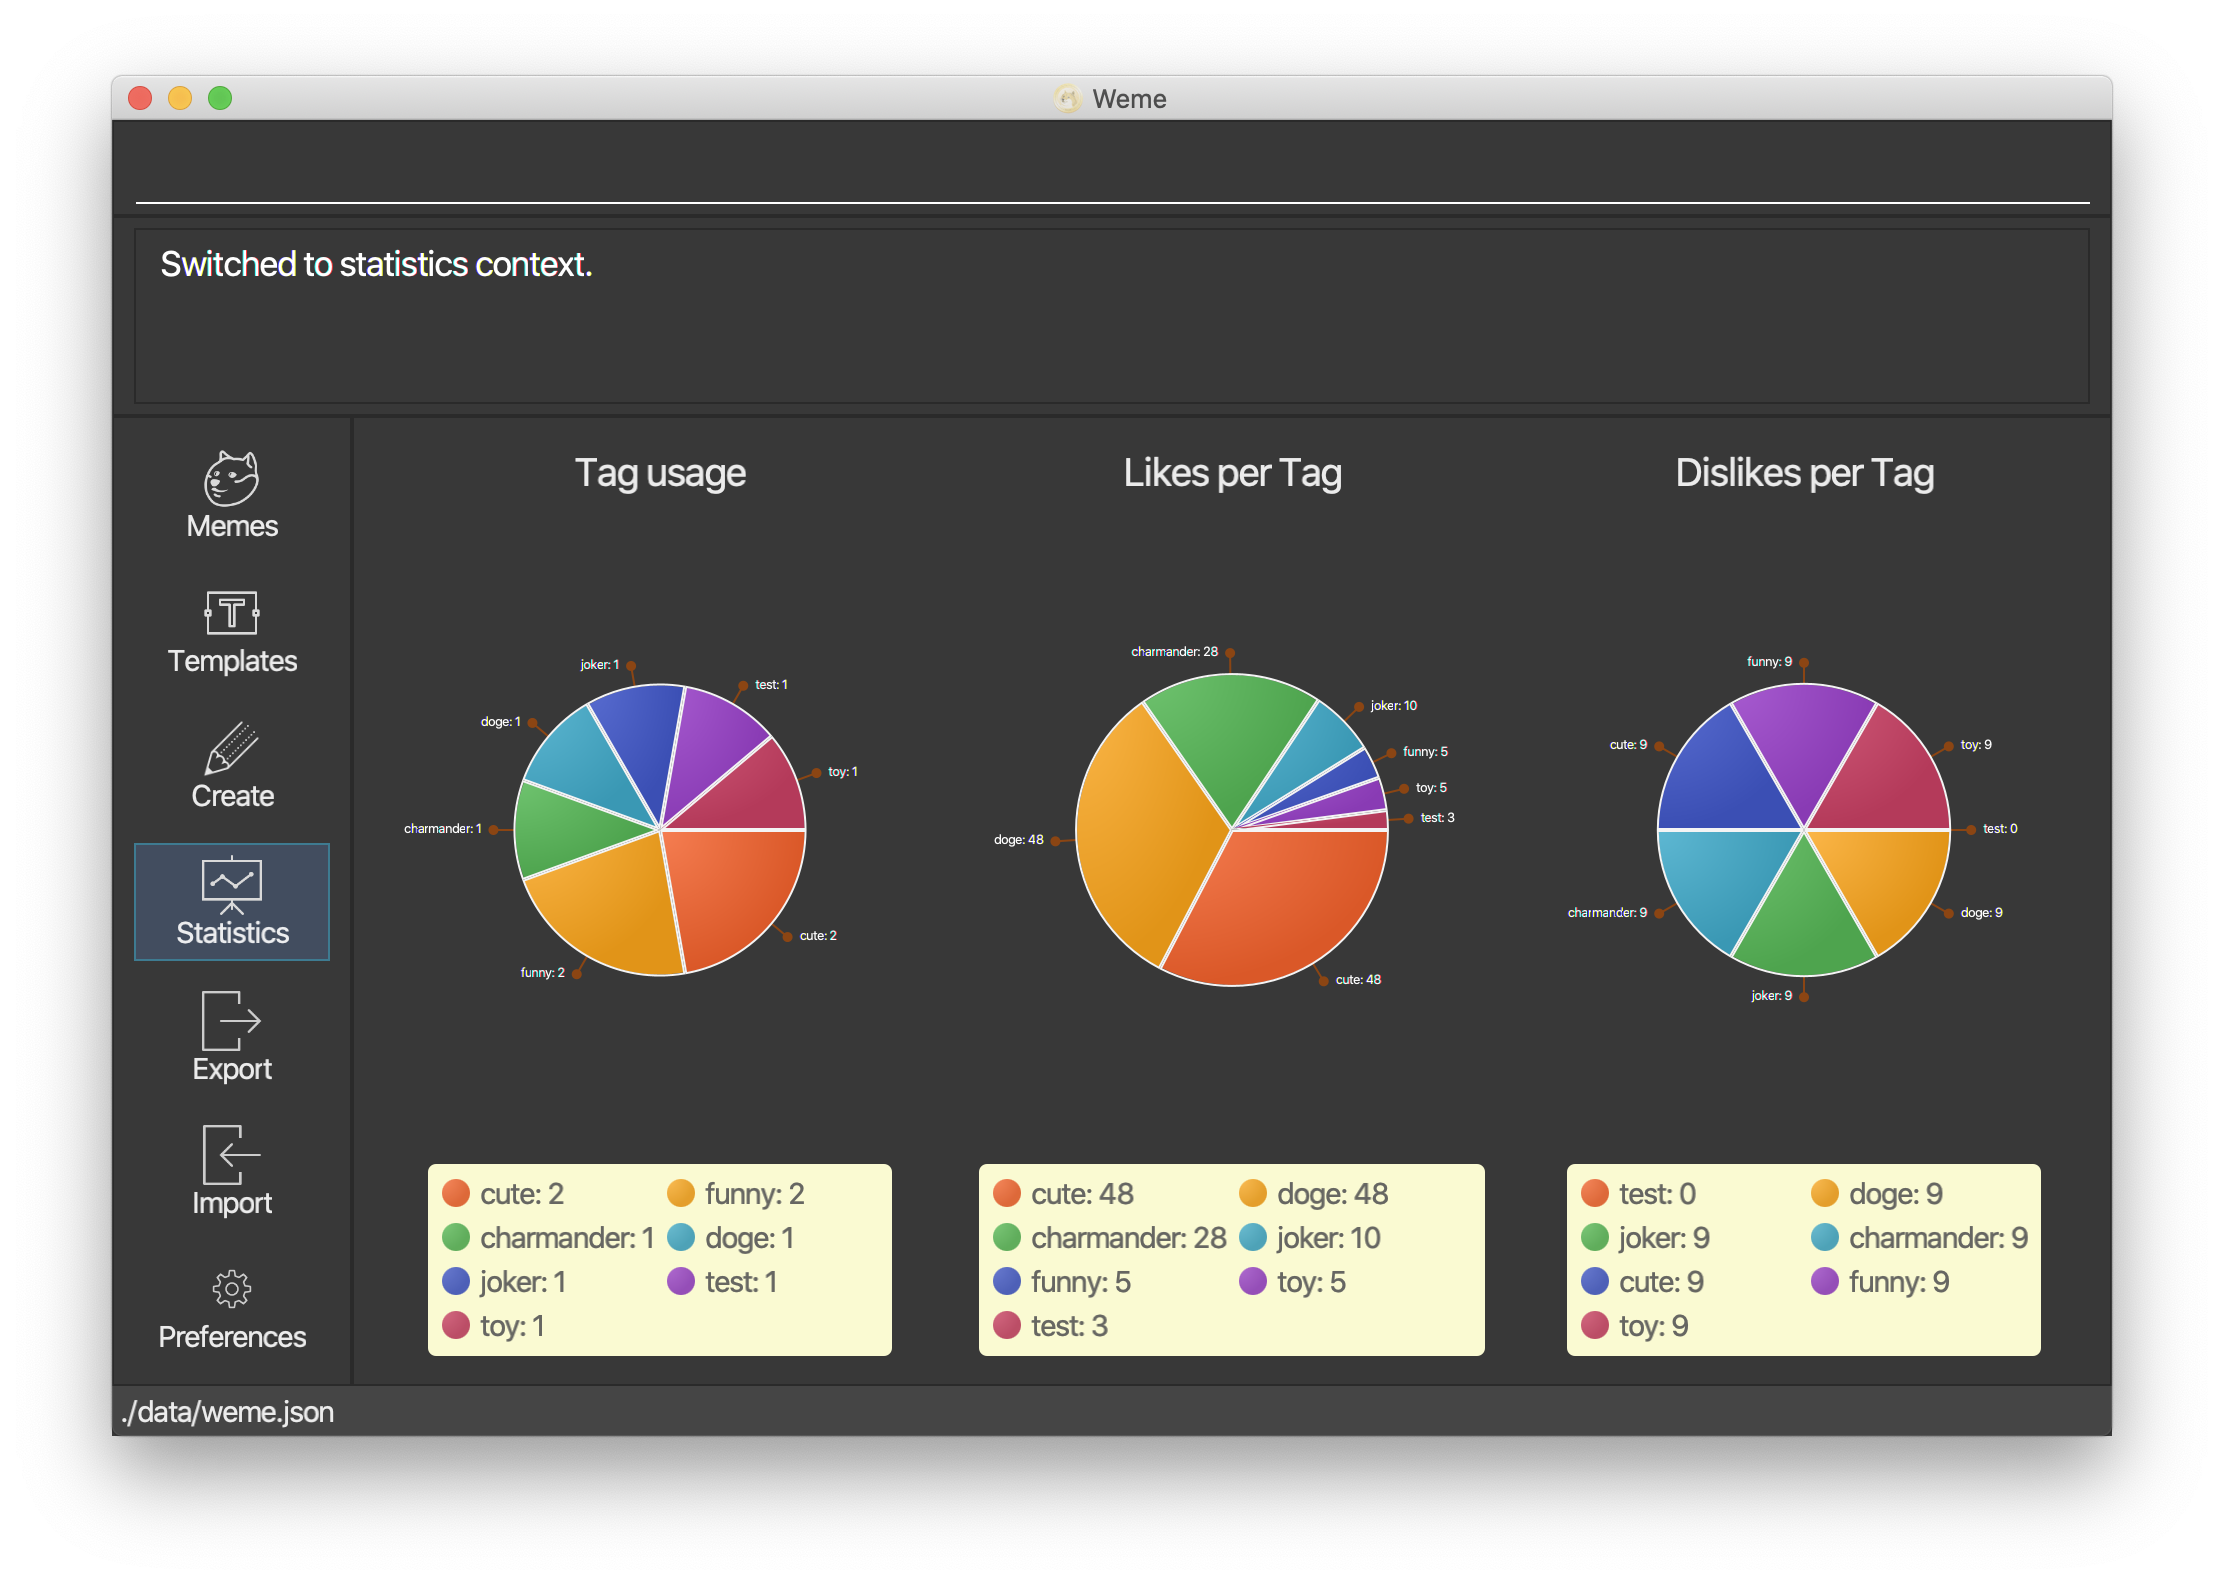 Weme
Switched to statistics context.
Memes
Templates
Create
Statistics
Export
Import
Preferences
Tag usage
joker: 1
test: 1
doge: 1
toy: 1
charmander: 1
cute: 2
funny: 2
cute: 2 funny: 2
charmander: 1 doge: 1
joker: 1 test: 1
toy: 1
Likes per Tag
charmander: 28
joker: 10
funny: 5
toy: 5
test: 3
doge: 48
cute: 48
cute: 48 doge: 48
charmander: 28 joker: 10
funny: 5 toy: 5
test: 3
Dislikes per Tag
funny: 9
cute: 9
toy: 9
test: 0
charmander: 9
doge: 9
joker: 9
test: 0 doge: 9
joker: 9 charmander: 9
cute: 9 funny: 9
toy: 9
./data/weme.json